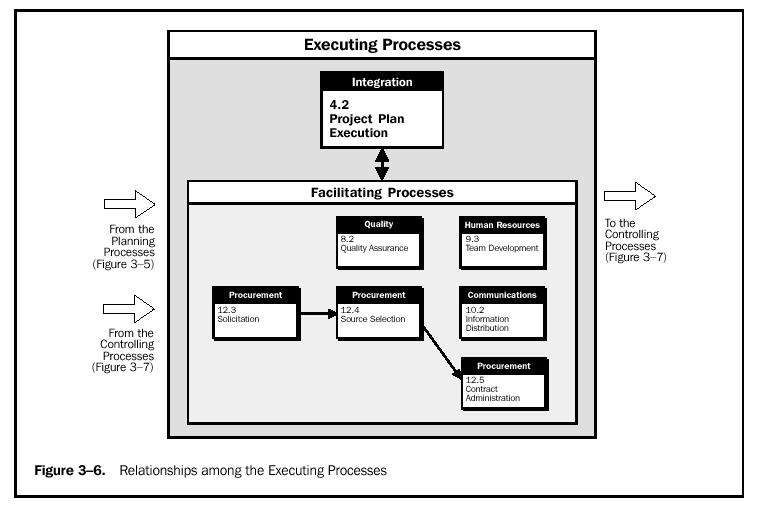 Executing Processes
Integration
4.2
Project Plan
Execution
Facilitating Processes
From the
Planning
Processes
(Figure 3–5)
To the
Controlling
Processes
(Figure 3–7)
Quality
8.2
Quality Assurance
Human Resources
9.3
Team Development
From the
Controlling
Processes
(Figure 3–7)
Procurement
12.3
Solicitation
Procurement
12.4
Source Selection
Communications
10.2
Information
Distribution
Procurement
12.5
Contract
Administration
Figure 3–6. Relationships among the Executing Processes